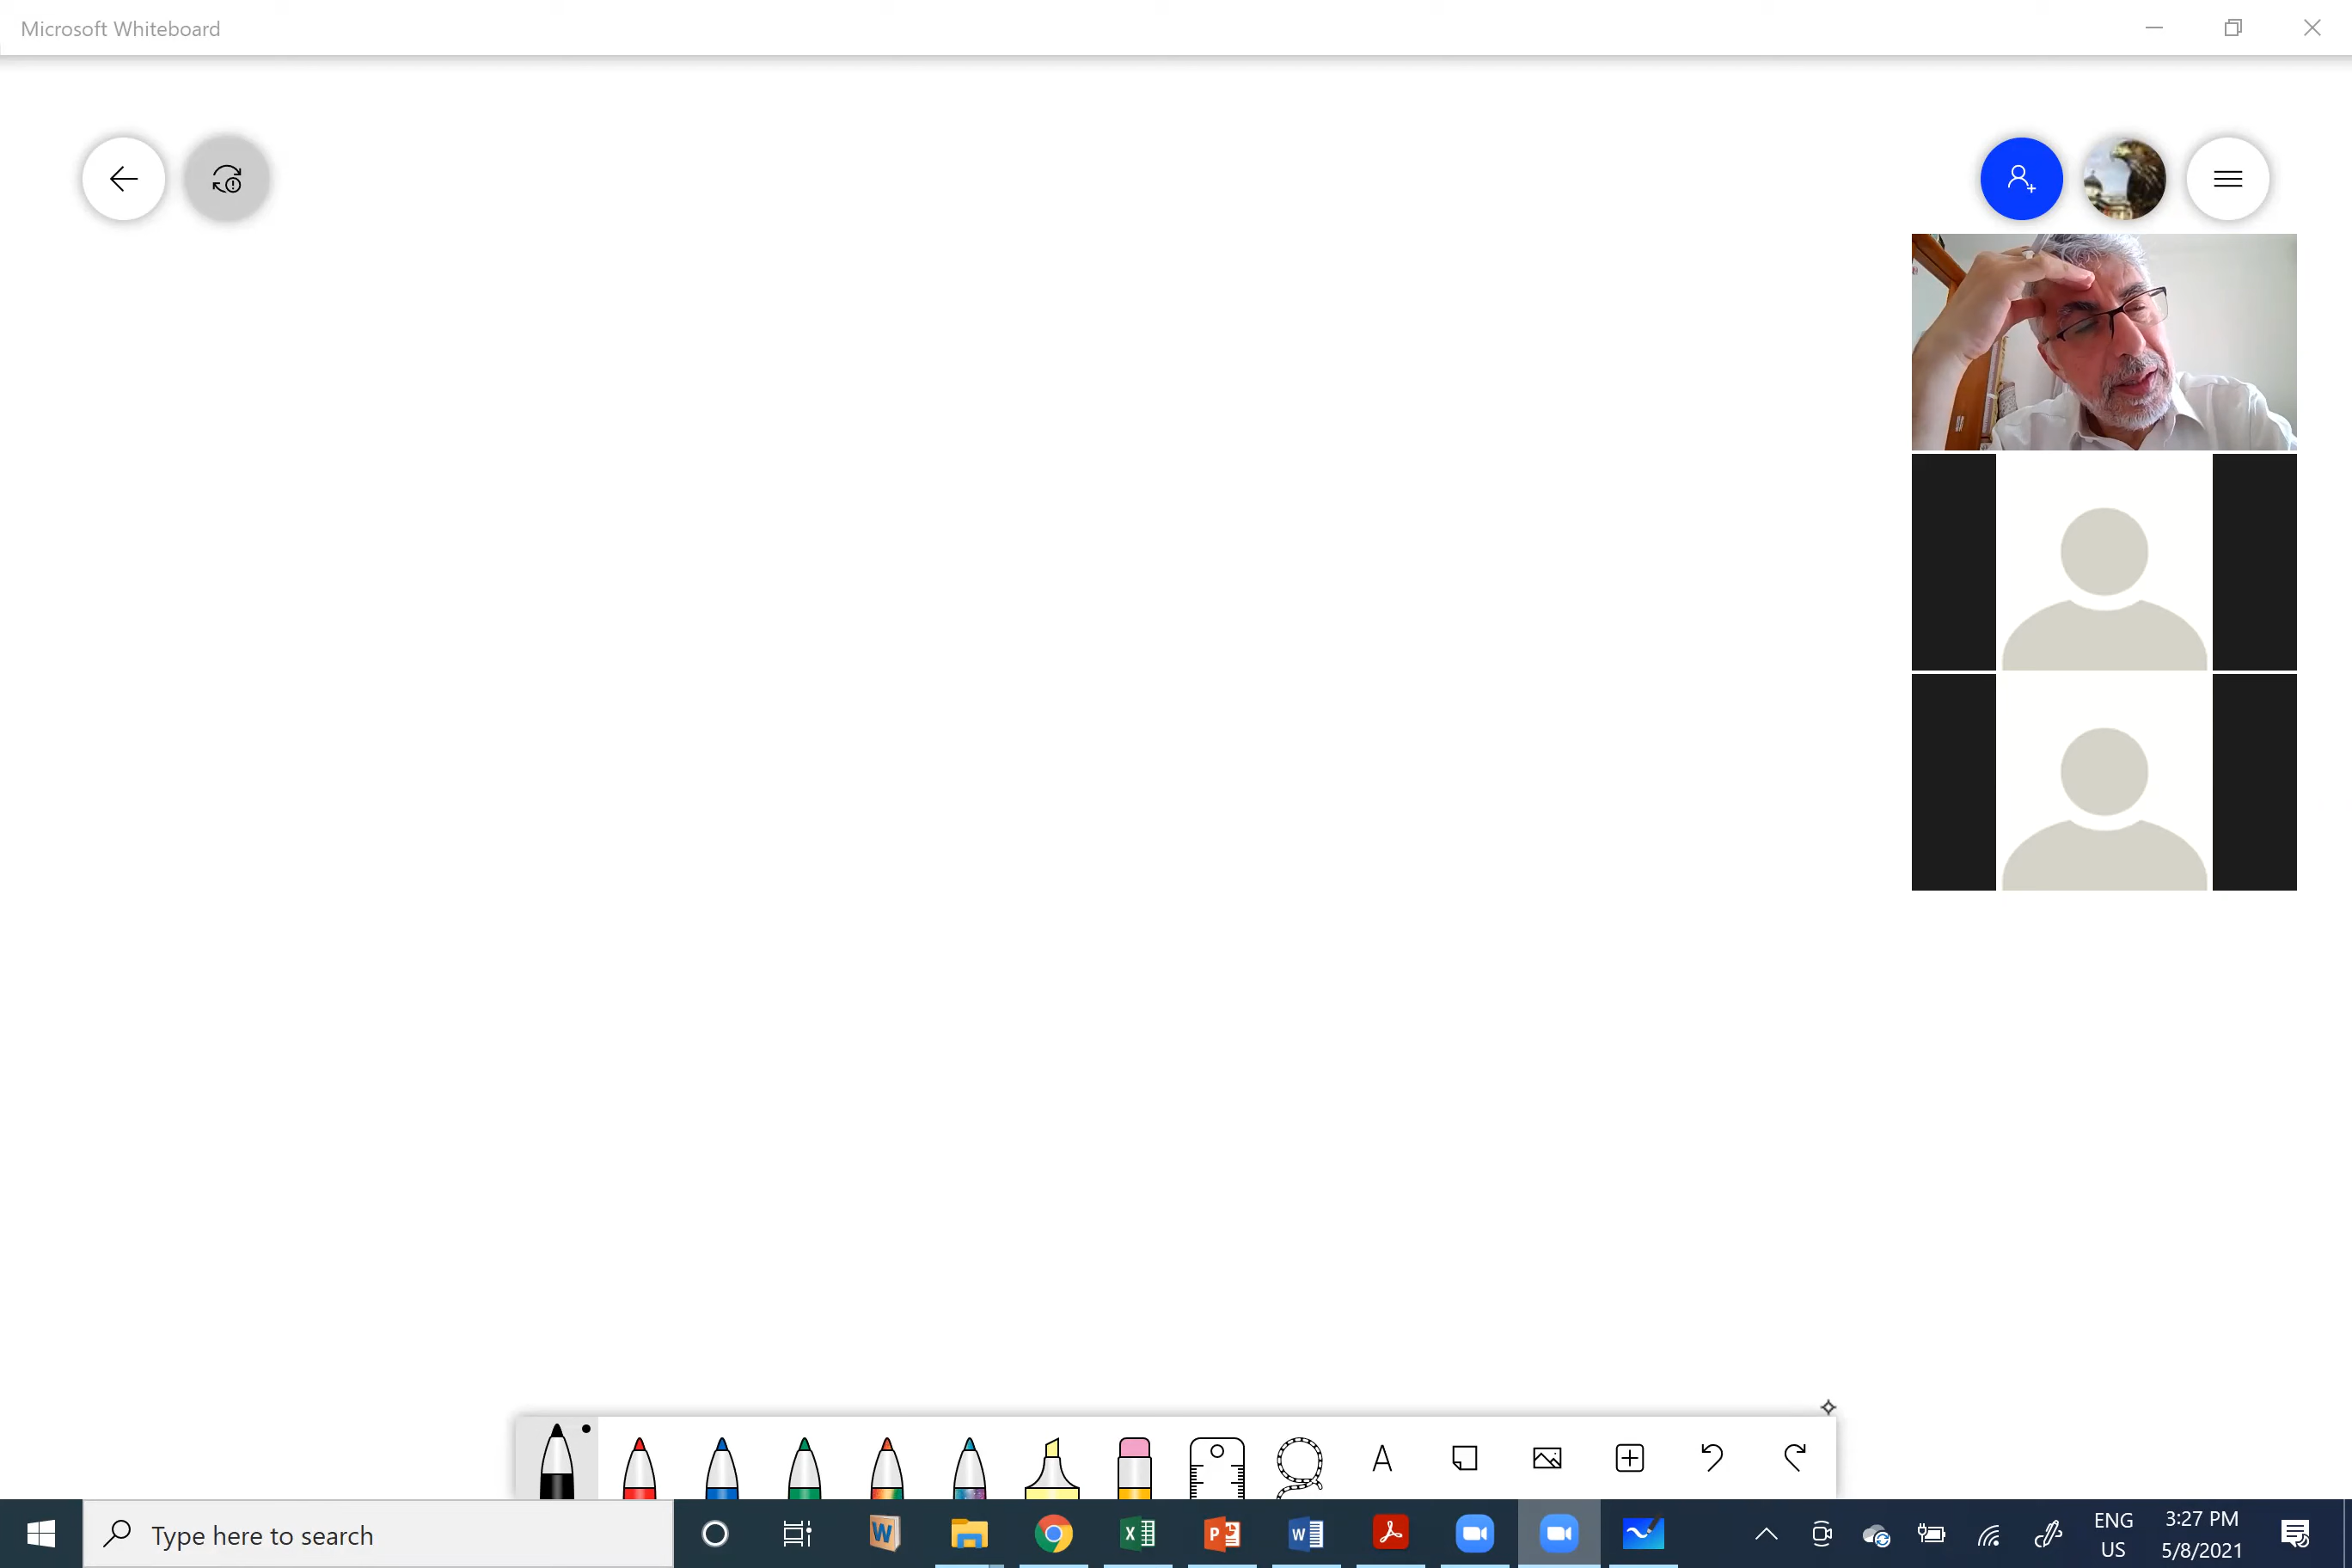 Microsoft Whiteboard
A
Type here to search
W
X
P
W
ENG
US
3:27 PM
5/8/2021